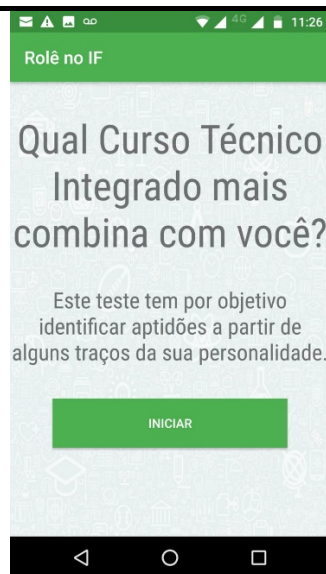 4G 11:26
Rolê no IF
Qual Curso Técnico
Integrado mais
combina com você?
Este teste tem por objetivo
identificar aptidões a partir de
alguns traços da sua personalidade.
INICIAR